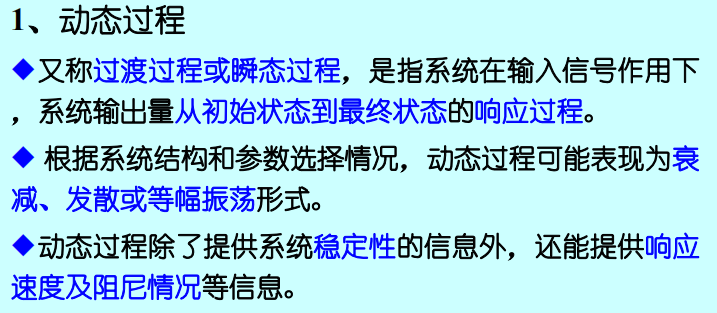 1、动态过程
◆又称过渡过程或瞬态过程，是指系统在输入信号作用下
，系统输出量从初始状态到最终状态的响应过程。
◆ 根据系统结构和参数选择情况，动态过程可能表现为衰
减、发散或等幅振荡形式。
◆动态过程除了提供系统稳定性的信息外，还能提供响应
速度及阻尼情况等信息。